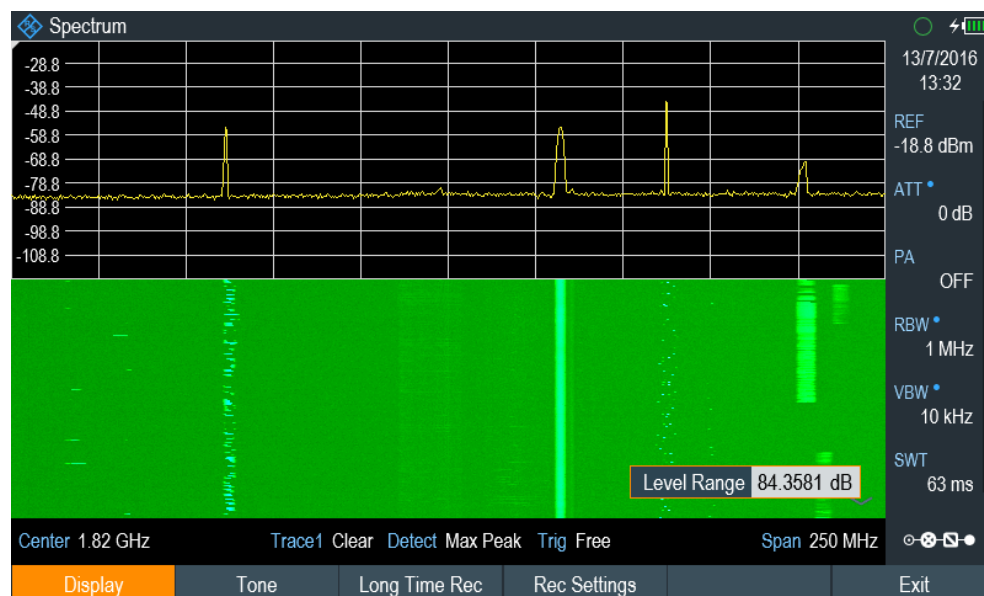 Spectrum
13/7/2016
13:32
-28.8
-38.8
-48.8
-58.8
-68.8
-78.8
-88.8
-98.8
-108.8
REF
-18.8 dBm
ATT
0 dB
PA
OFF
RBW
1 MHz
VBW
10 kHz
SWT
63 ms
Level Range 84.3581 dB
Center 1.82 GHz Trace1 Clear Detect Max Peak Trig Free Span 250 MHz
Display Tone Long Time Rec Rec Settings Exit